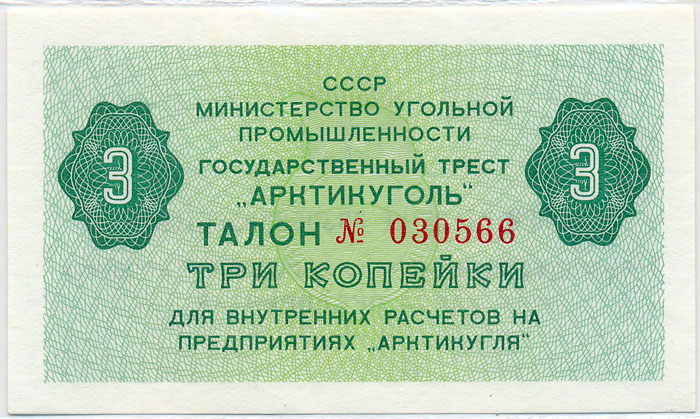 СССР
МИНИСТЕРСТВО УГОЛЬНОЙ
ПРОМЫШЛЕННОСТИ
ГОСУДАРСТВЕННЫЙ ТРЕСТ
„АРКТИКУГОЛЬ"
ТАЛОН № 030566
3 3
ТРИ КОПЕЙКИ
ДЛЯ ВНУТРЕННИХ РАСЧЕТОВ НА
ПРЕДПРИЯТИЯХ „АРКТИКУГЛЯ"